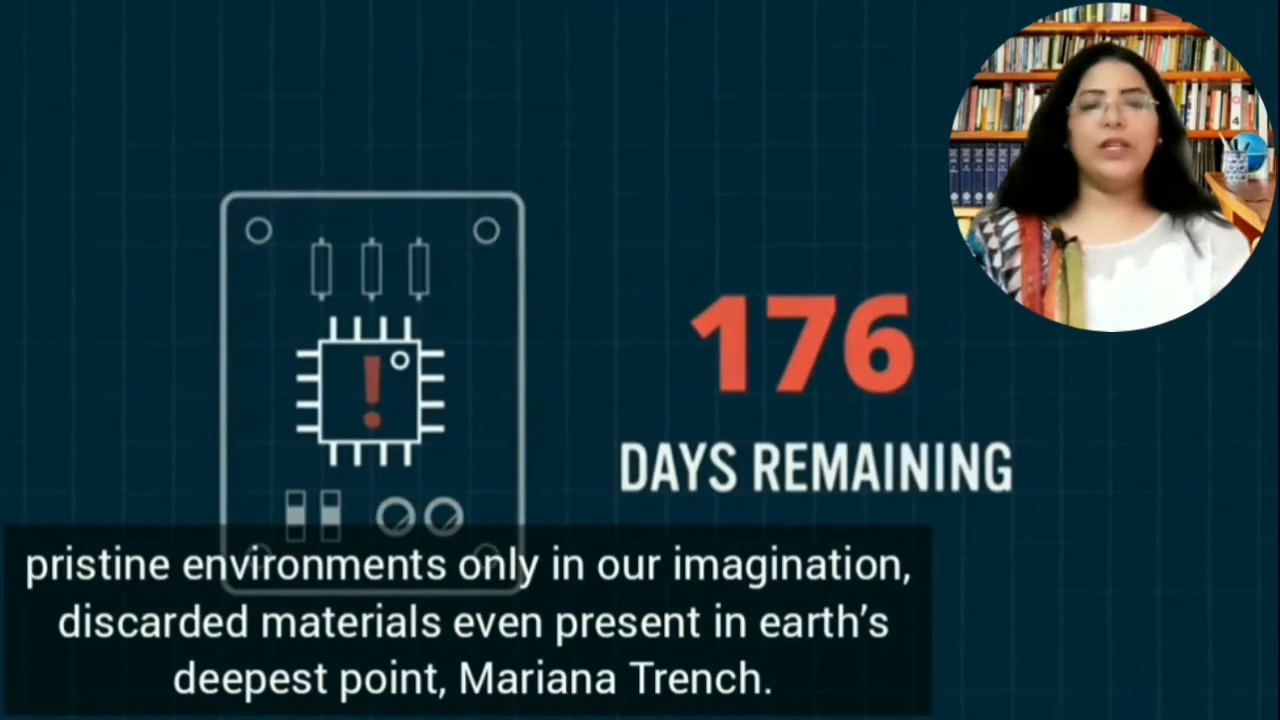 176
DAYS REMAINING
pristine environments only in our imagination,
discarded materials even present in earth’s
deepest point, Mariana Trench.